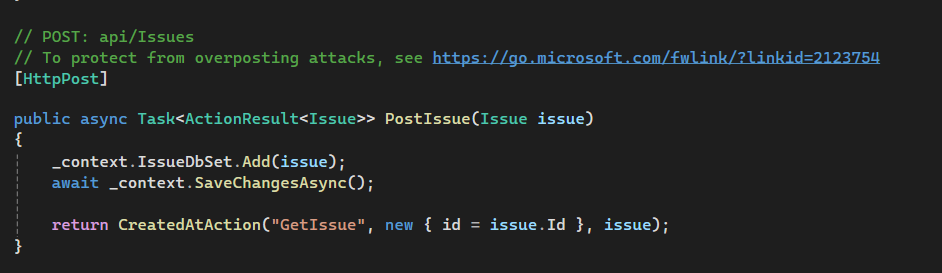 // POST: api/Issues
// To protect from overposting attacks, see https://go.microsoft.com/fwlink/?linkid=2123754
[HttpPost]
public async Task<ActionResult<Issue>> PostIssue(Issue issue)
{
_context.IssueDbSet.Add(issue);
await _context.SaveChangesAsync();
return CreatedAtAction("GetIssue", new { id = issue.Id }, issue);
}